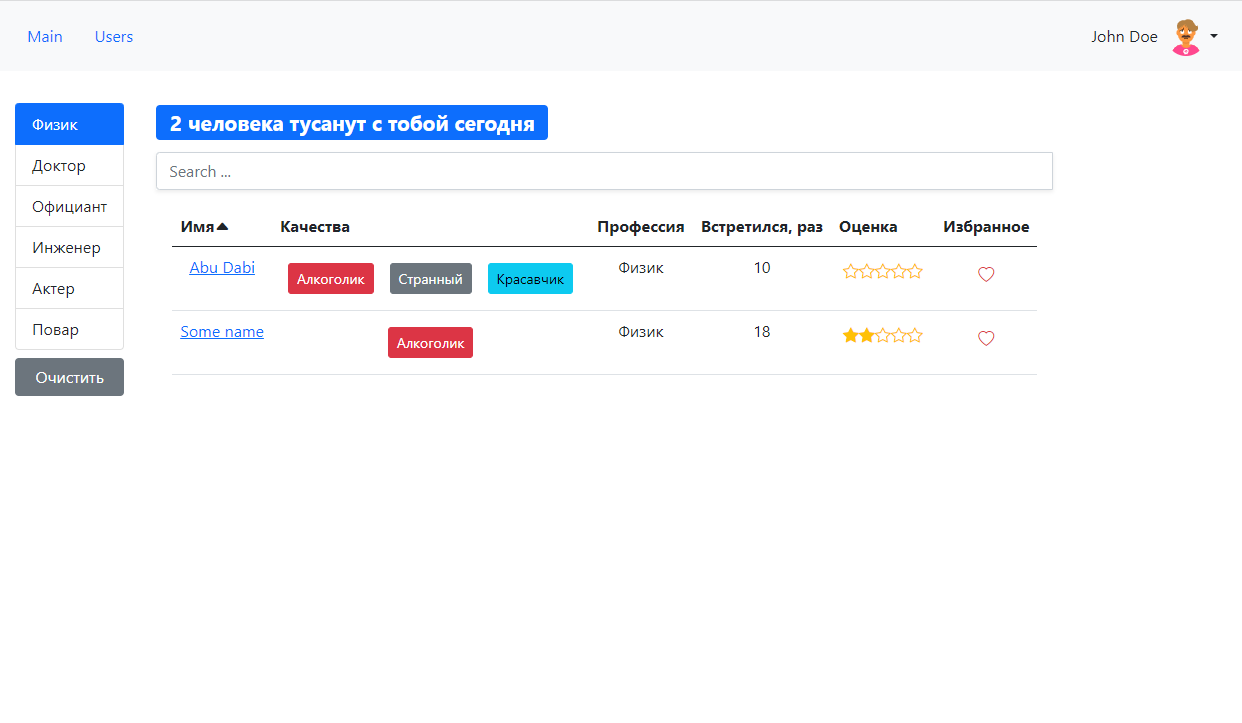 Main Users John Doe
Физик
Доктор
Официант
Инженер
Актер
Повар
Очистить
2 человека тусанут с тобой сегодня
Search ...
Имя Качества Профессия Встретился, раз Оценка Избранное
Abu Dabi Алкоголик Странный Красавчик Физик 10
Some name Алкоголик Физик 18